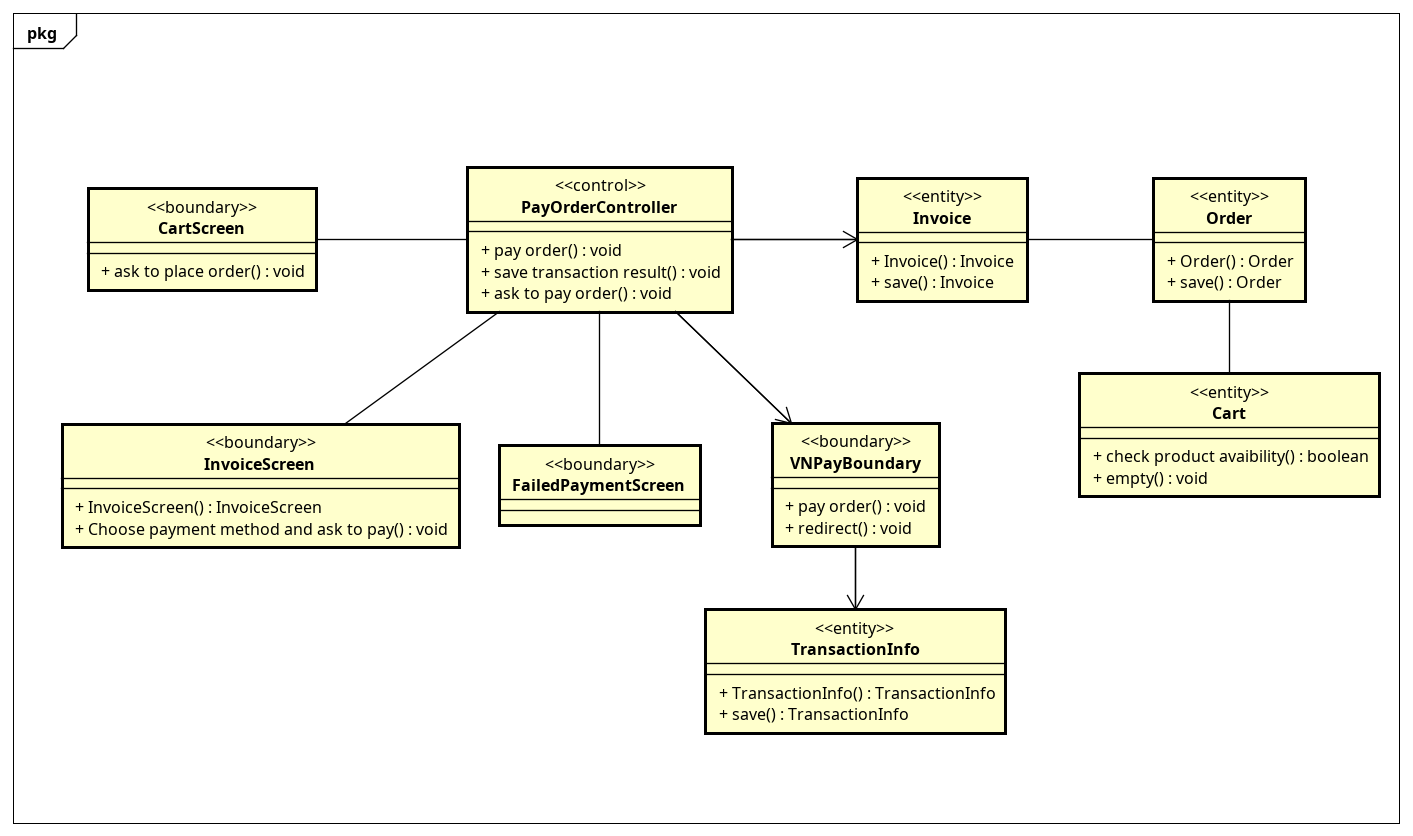 pkg
<<boundary>>
CartScreen
+ ask to place order() : void
<<control>>
PayOrderController
+ pay order() : void
+ save transaction result() : void
+ ask to pay order() : void
<<entity>>
Invoice
+ Invoice() : Invoice
+ save() : Invoice
<<entity>>
Order
+ Order() : Order
+ save() : Order
<<boundary>>
InvoiceScreen
+ InvoiceScreen() : InvoiceScreen
+ Choose payment method and ask to pay() : void
<<boundary>>
FailedPaymentScreen
<<boundary>>
VNPayBoundary
+ pay order() : void
+ redirect() : void
<<entity>>
Cart
+ check product avaibility() : boolean
+ empty() : void
<<entity>>
TransactionInfo
+ TransactionInfo() : TransactionInfo
+ save() : TransactionInfo